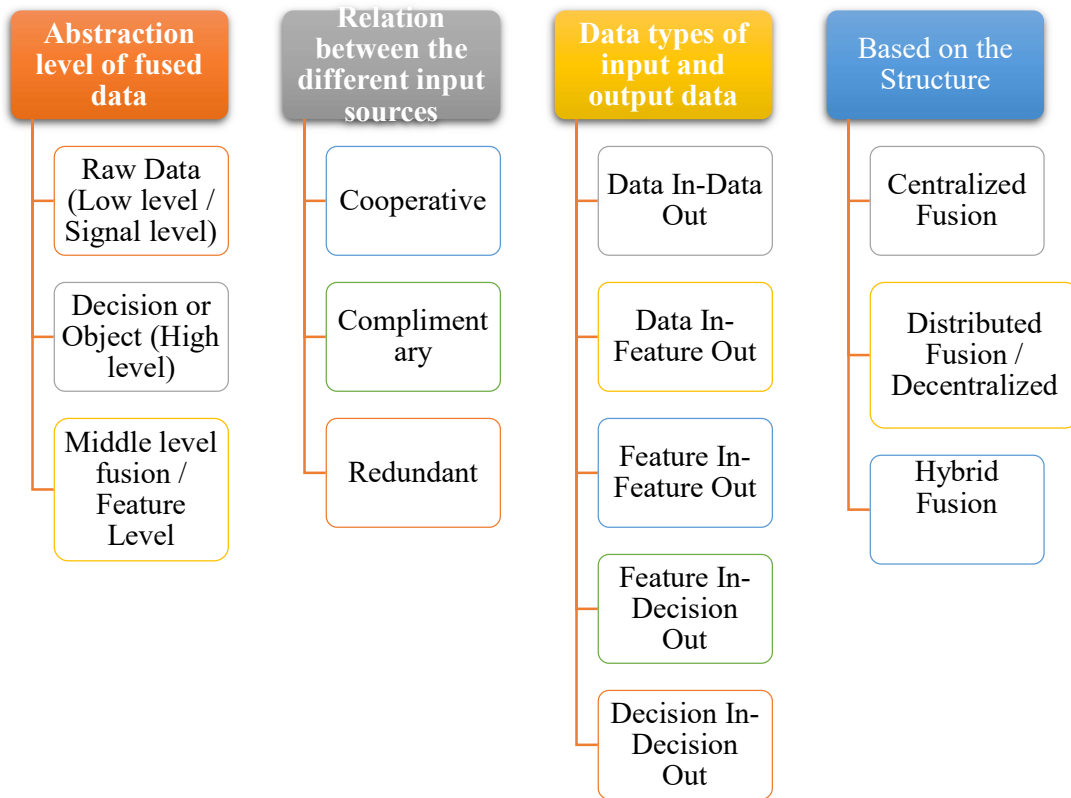 Abstraction
level of fused
data
Raw Data
(Low level /
Signal level)
Decision or
Object (High
level)
Middle level
fusion /
Feature
Level
Relation
between the
different input
sources
Cooperative
Compliment
ary
Redundant
Data types of
input and
output data
Data In-Data
Out
Data In-
Feature Out
Feature In-
Feature Out
Feature In-
Decision
Out
Decision In-
Decision
Out
Based on the
Structure
Centralized
Fusion
Distributed
Fusion /
Decentralized
Hybrid
Fusion